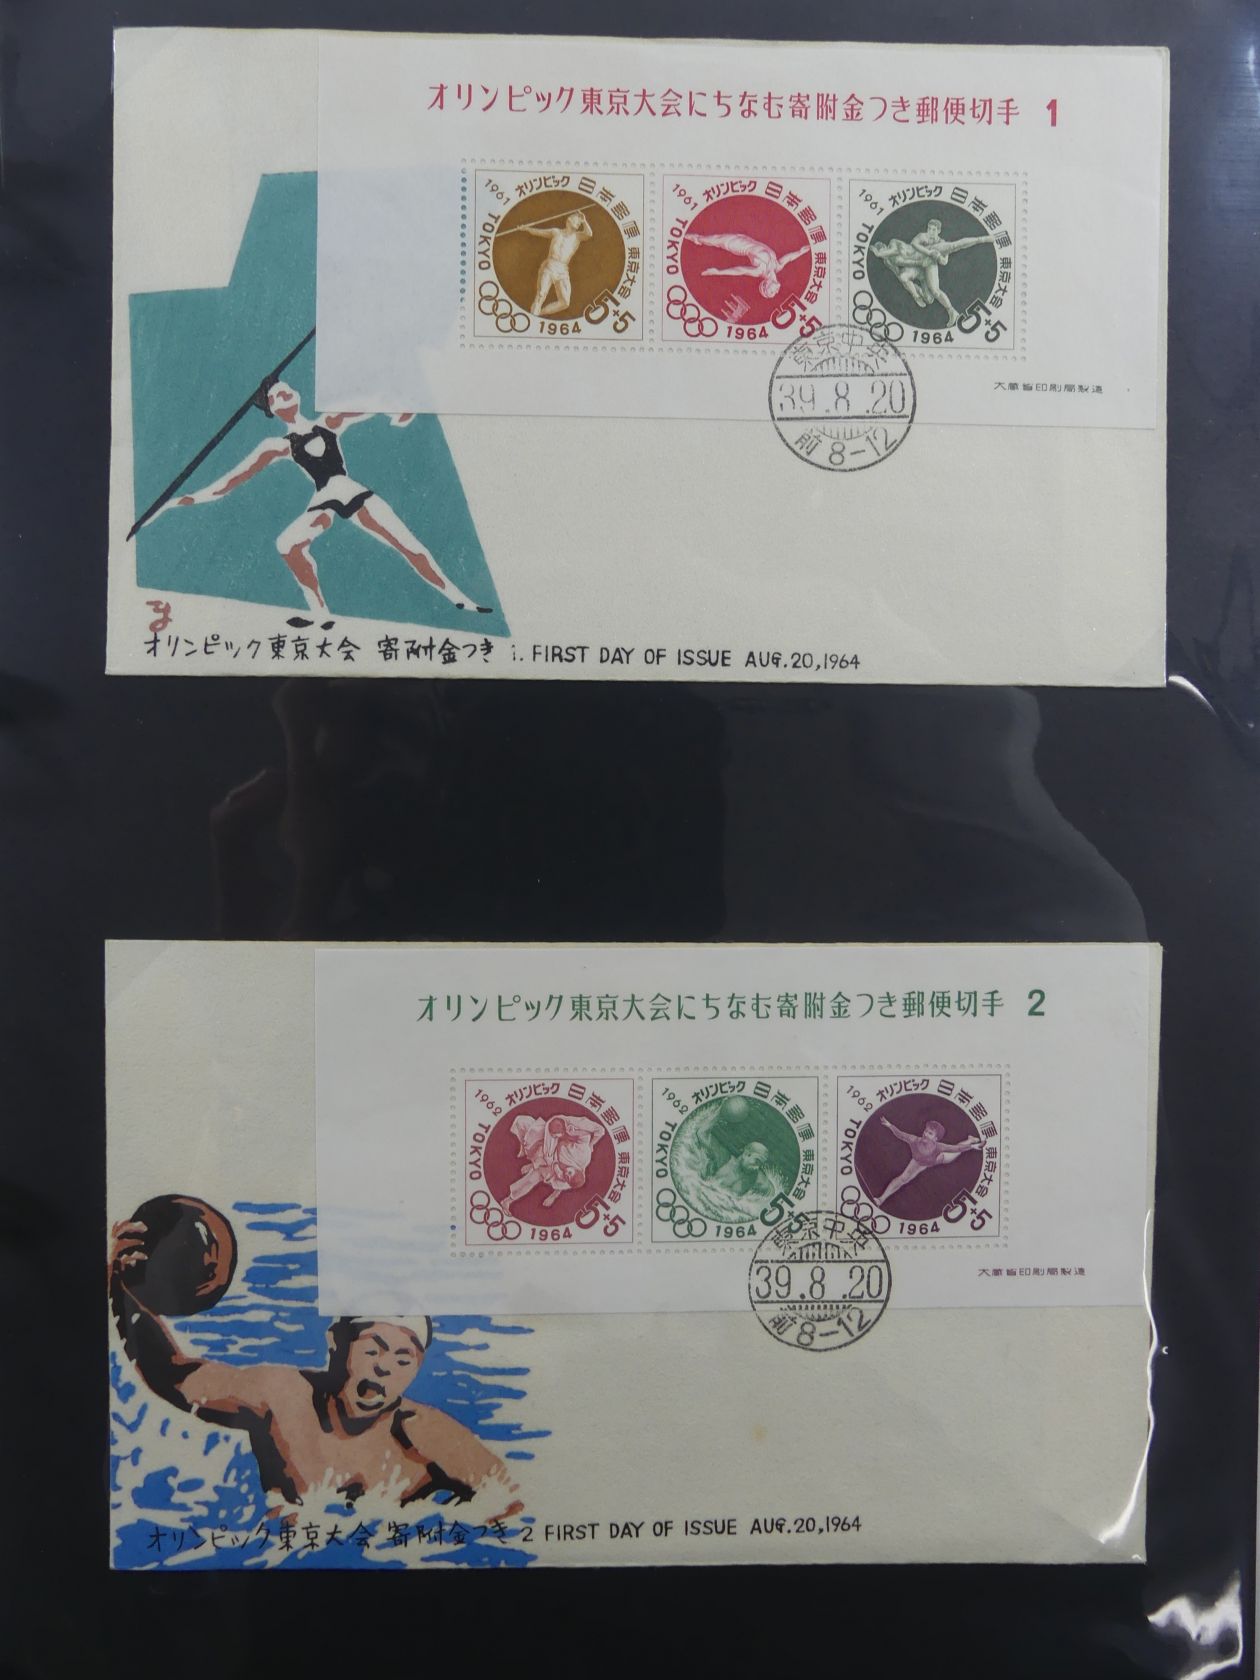 オリンピック東京大会にちなむ寄附金つき郵便切手 1
1961 オリンピック 日本郵便
TOKYO 東京大会
1964 5+5
1961 オリンピック 日本郵便
TOKYO 東京大会
1964 5+5
1961 オリンピック 日本郵便
TOKYO 東京大会
1964 5+5
大蔵省印刷局製造
東京中央
39.8.20
前8-12
オリンピック東京大会 寄附金つき 1. FIRST DAY OF ISSUE AUG.20,1964
オリンピック東京大会にちなむ寄附金つき郵便切手 2
1962 オリンピック 日本郵便
TOKYO 東京大会
1964 5+5
1962 オリンピック 日本郵便
TOKYO 東京大会
1964 5+5
1962 オリンピック 日本郵便
TOKYO 東京大会
1964 5+5
大蔵省印刷局製造
東京中央
39.8.20
前8-12
オリンピック東京大会 寄附金つき 2 FIRST DAY OF ISSUE AUG.20,1964